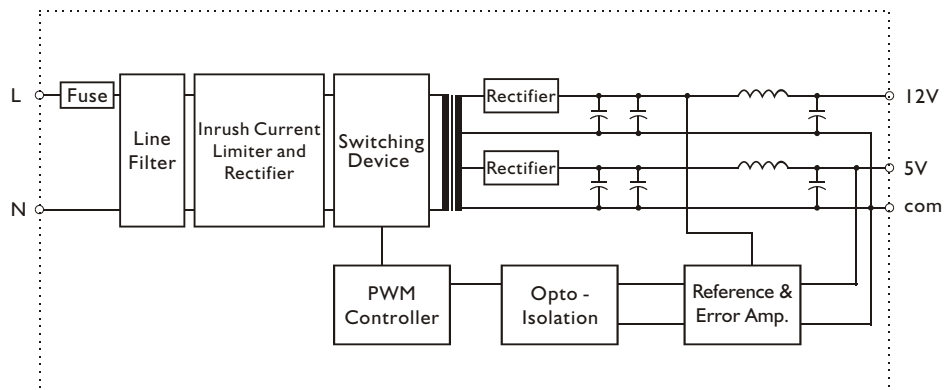 L
Fuse
Line
Filter
Inrush Current
Limiter and
Rectifier
Switching
Device
Rectifier
12V
Rectifier
5V
N
com
PWM
Controller
Opto -
Isolation
Reference &
Error Amp.